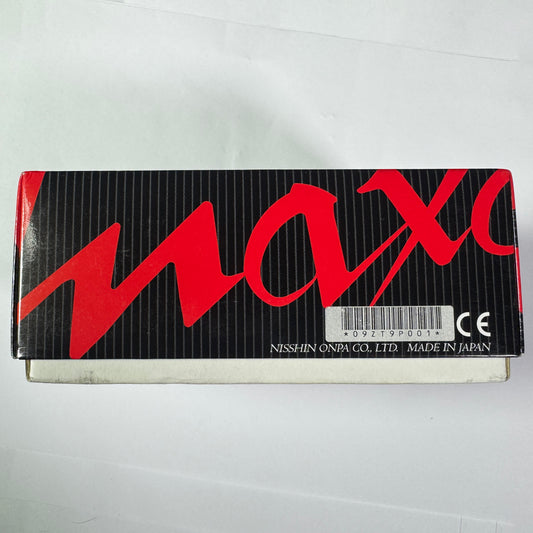 maxo
*09ZT9P001*
CE
NISSHIN ONPA CO., LTD. MADE IN JAPAN